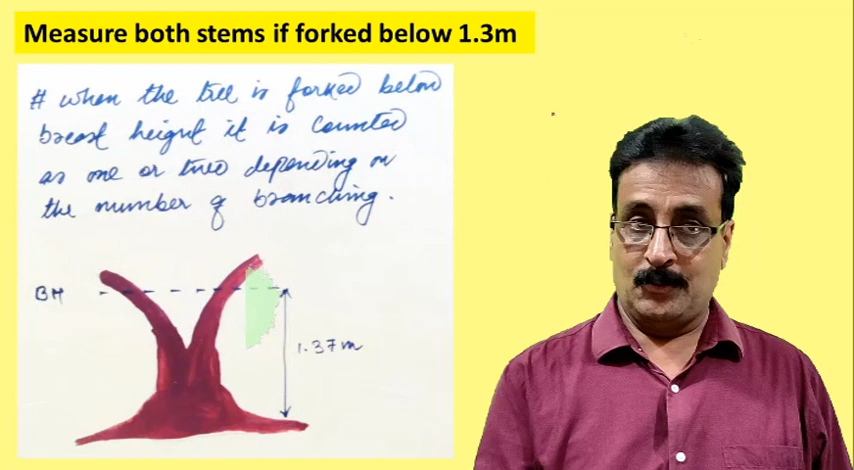 Measure both stems if forked below 1.3m
# when the tree is forked below
breast height it is counted
as one or two depending on
the number of branching.
BH
1.37m